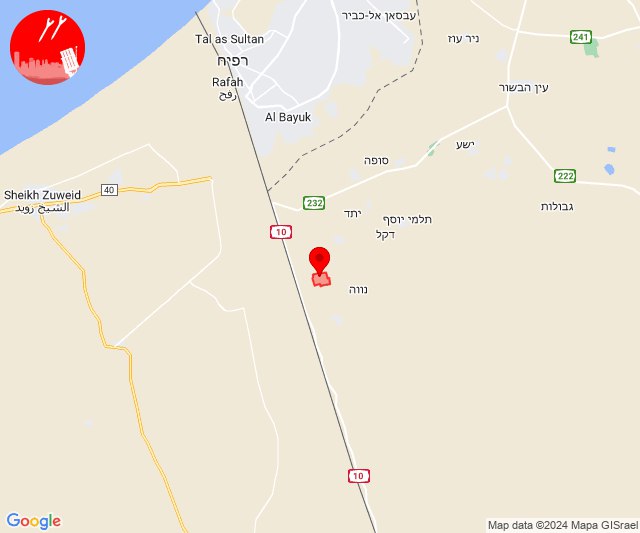 עבסאן אל-כביר
Tal as Sultan
רפיח
Rafah
رفح
ניר עוז
241
עין הבשור
Al Bayuk
ישע
סופה
222
Sheikh Zuweid
الشيخ زويد
40
232
יתד
תלמי יוסף
דקל
גבולות
10
נווה
10
Google
Map data ©2024 Mapa GISrael